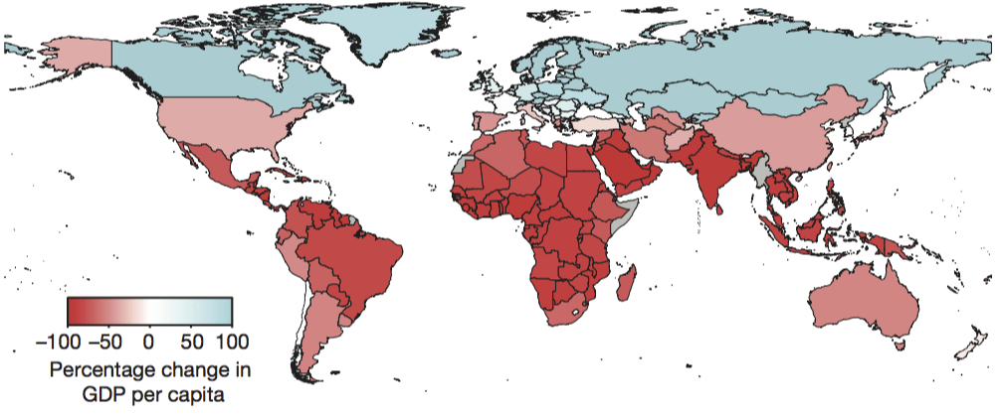 −100 −50 0 50 100
Percentage change in
GDP per capita